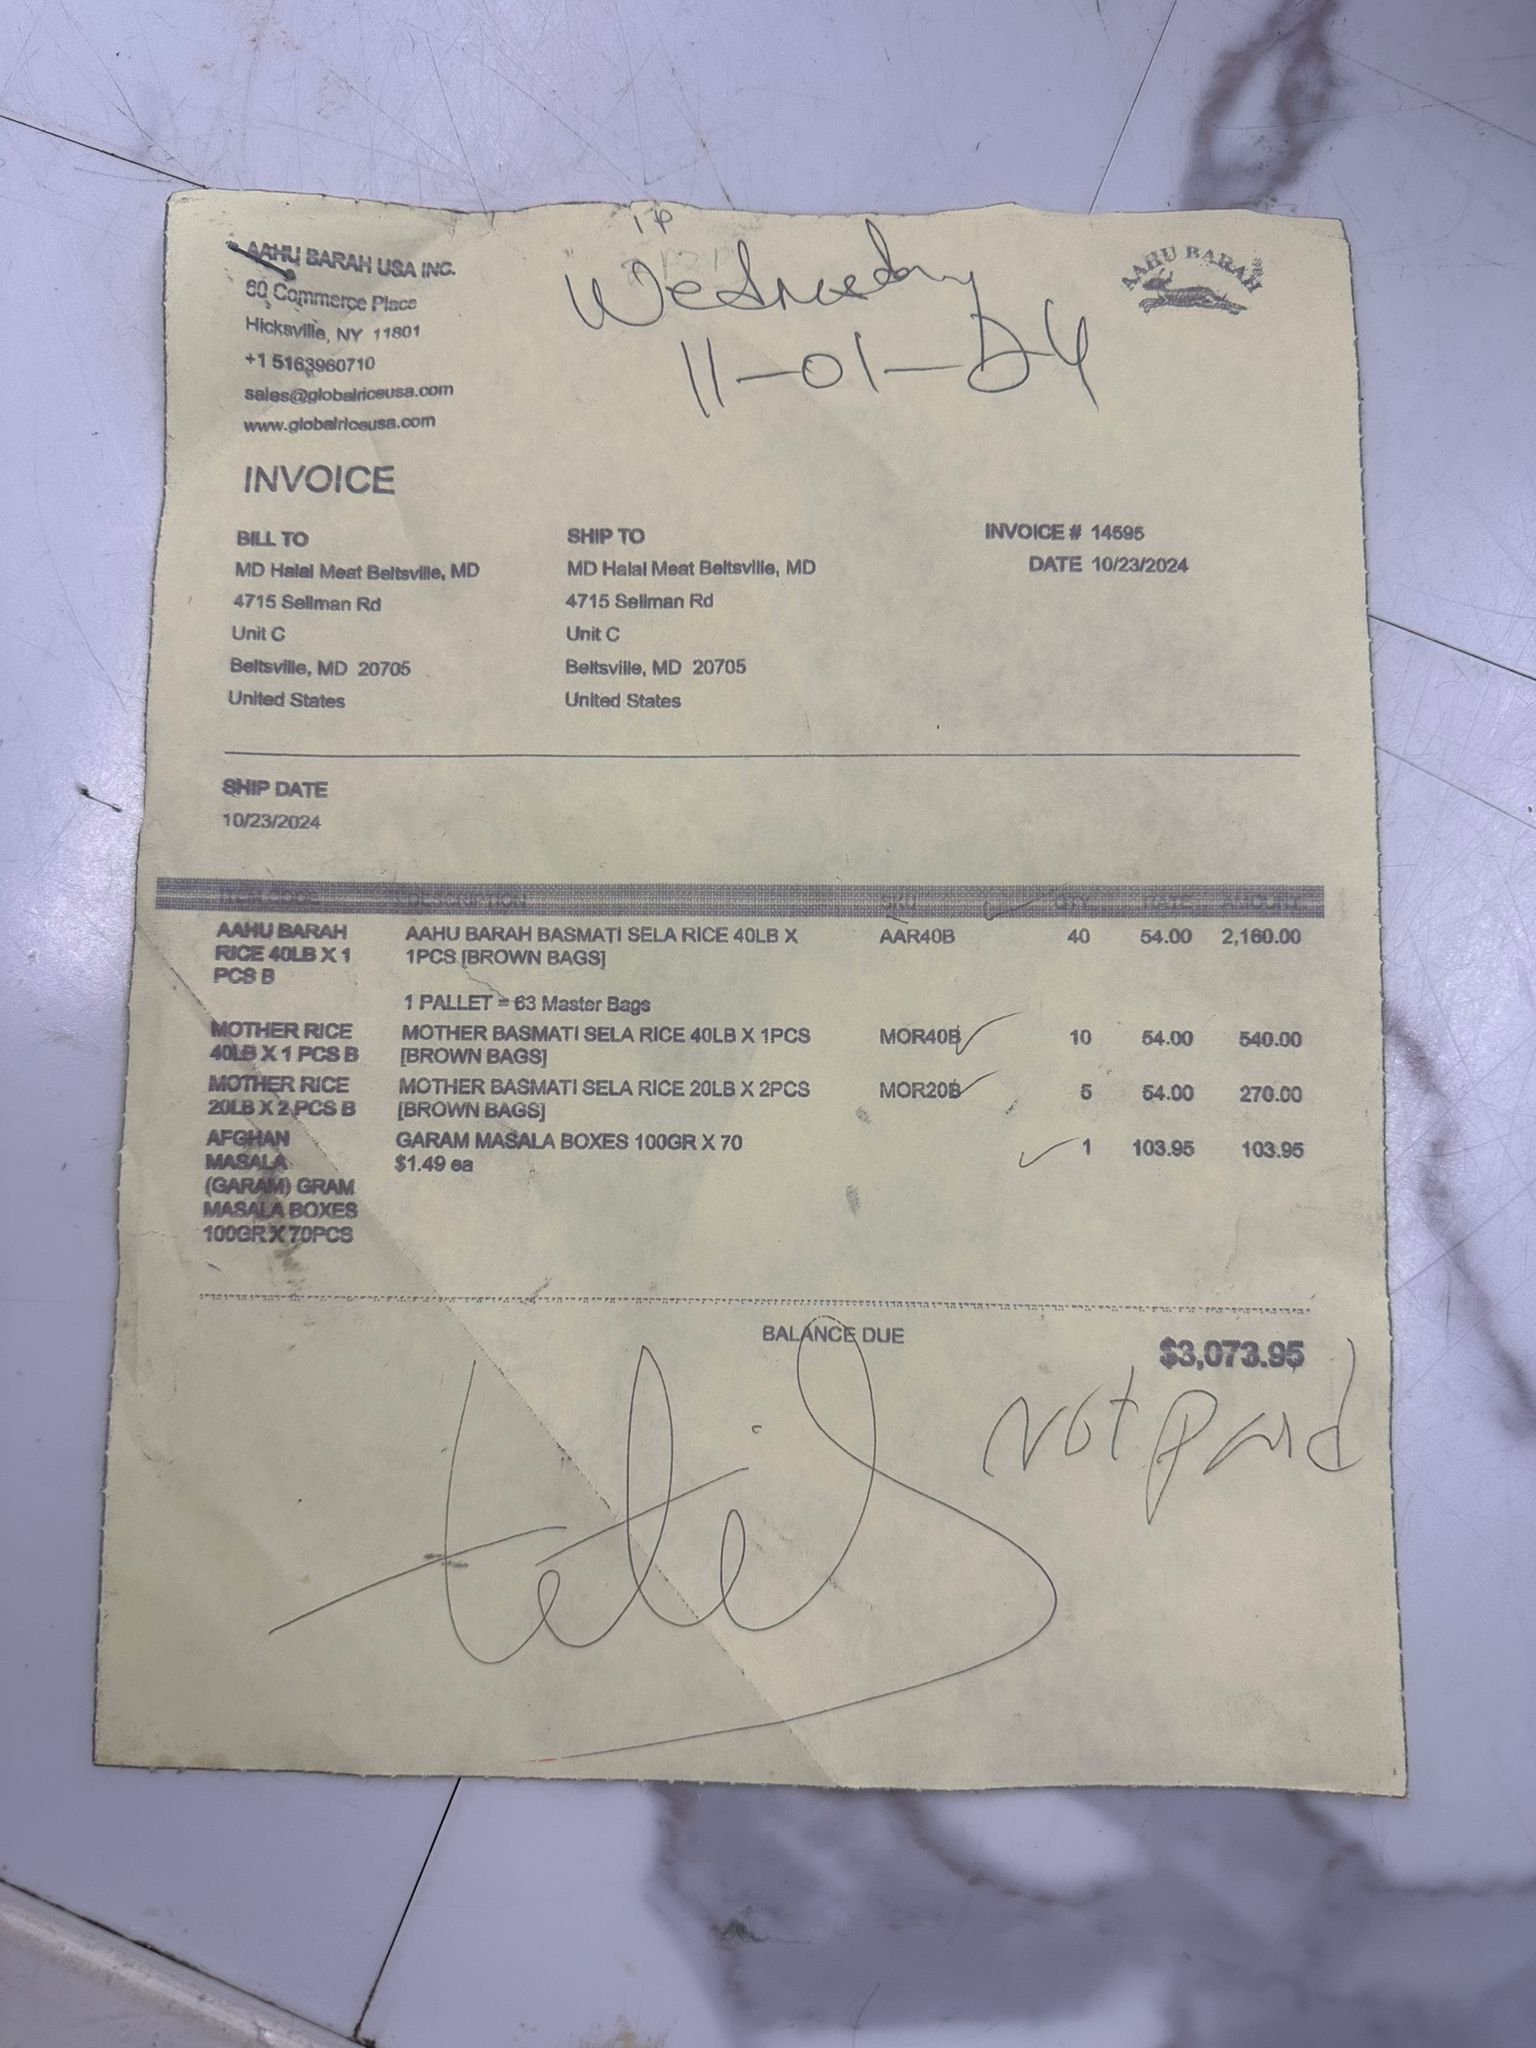 AAHU BARAH USA INC.
60 Commerce Place
Hicksville, NY 11801
+1 5163960710
sales@globalriceusa.com
www.globalriceusa.com
Wednesday
11-01-24
AAHU BARAH
INVOICE
BILL TO
MD Halal Meat Beltsville, MD
4715 Sellman Rd
Unit C
Beltsville, MD 20705
United States
SHIP TO
MD Halal Meat Beltsville, MD
4715 Sellman Rd
Unit C
Beltsville, MD 20705
United States
INVOICE # 14595
DATE 10/23/2024
SHIP DATE
10/23/2024
ITEM CODE DESCRIPTION SKU QTY RATE AMOUNT
AAHU BARAH AAHU BARAH BASMATI SELA RICE 40LB X AAR40B 40 54.00 2,160.00
RICE 40LB X 1 1PCS [BROWN BAGS]
PCS B
1 PALLET = 63 Master Bags
MOTHER RICE MOTHER BASMATI SELA RICE 40LB X 1PCS MOR40B 10 54.00 540.00
40LB X 1 PCS B [BROWN BAGS]
MOTHER RICE MOTHER BASMATI SELA RICE 20LB X 2PCS MOR20B 5 54.00 270.00
20LB X 2 PCS B [BROWN BAGS]
AFGHAN GARAM MASALA BOXES 100GR X 70 1 103.95 103.95
MASALA $1.49 ea
(GARAM) GRAM
MASALA BOXES
100GR X 70PCS
BALANCE DUE $3,073.95
Not paid